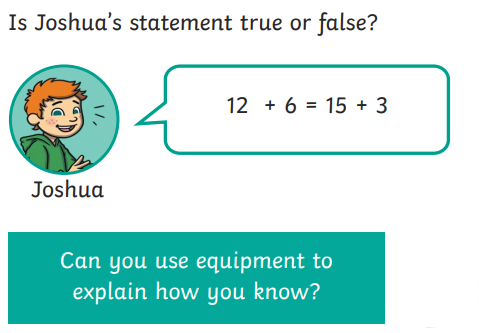 Is Joshua's statement true or false?
12 + 6 = 15 + 3
Joshua
Can you use equipment to
explain how you know?